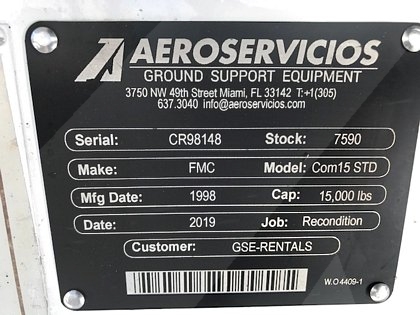 AEROSERVICIOS
GROUND SUPPORT EQUIPMENT
3750 NW 49th Street Miami, FL 33142 T:+1(305)
637.3040 info@aeroservicios.com
Serial: CR98148 Stock: 7590
Make: FMC Model: Com15 STD
Mfg Date: 1998 Cap: 15,000 lbs
Date: 2019 Job: Recondition
Customer: GSE-RENTALS
W.O 4409-1